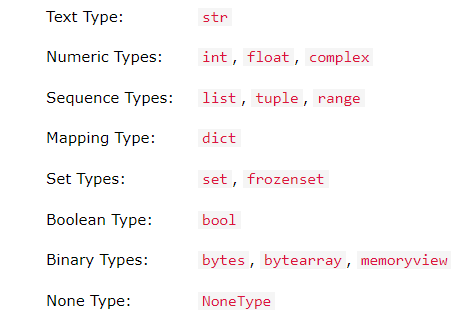 Text Type: str
Numeric Types: int, float, complex
Sequence Types: list, tuple, range
Mapping Type: dict
Set Types: set, frozenset
Boolean Type: bool
Binary Types: bytes, bytearray, memoryview
None Type: NoneType